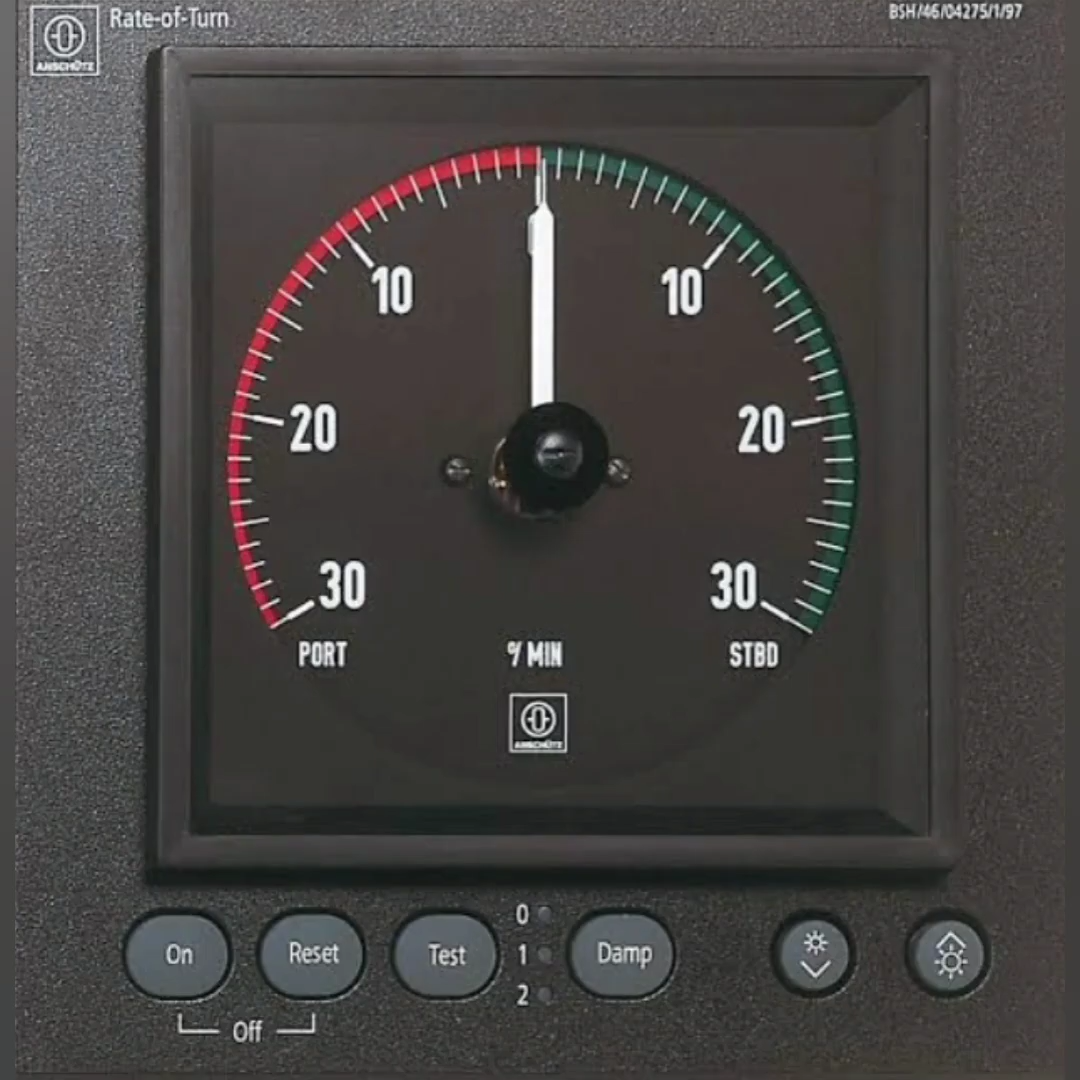 Rate-of-Turn
BSH/46/04275/1/97
ANSCHÜTZ
10
10
20
20
30
30
PORT
°/MIN
STBD
ANSCHÜTZ
0
On
Reset
Test
1
Damp
2
Off